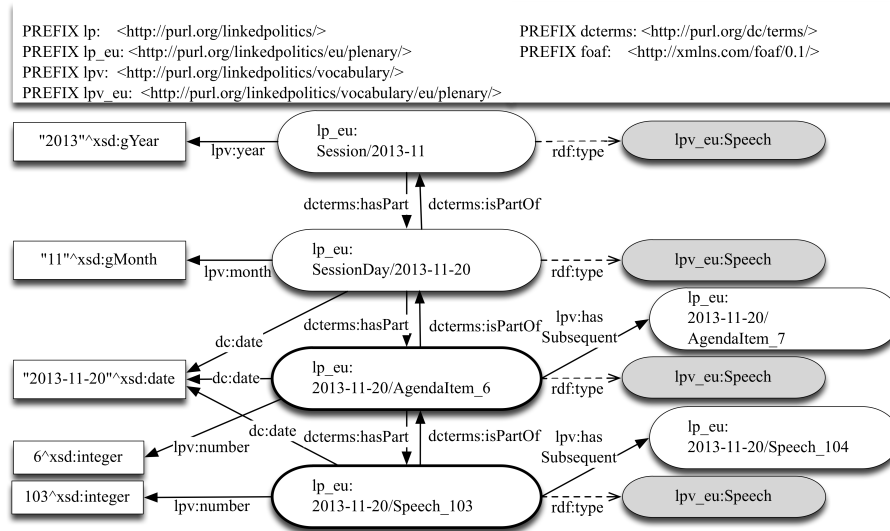 PREFIX lp: <http://purl.org/linkedpolitics/>
PREFIX lp_eu: <http://purl.org/linkedpolitics/eu/plenary/>
PREFIX lpv: <http://purl.org/linkedpolitics/vocabulary/>
PREFIX lpv_eu: <http://purl.org/linkedpolitics/vocabulary/eu/plenary/>
PREFIX dcterms: <http://purl.org/dc/terms/>
PREFIX foaf: <http://xmlns.com/foaf/0.1/>
"2013"^xsd:gYear
lpv:year
lp_eu:
Session/2013-11
rdf:type
lpv_eu:Speech
dcterms:hasPart
dcterms:isPartOf
"11"^xsd:gMonth
lpv:month
lp_eu:
SessionDay/2013-11-20
rdf:type
lpv_eu:Speech
dc:date
dcterms:hasPart
dcterms:isPartOf
lpv:has
Subsequent
lp_eu:
2013-11-20/
AgendaItem_7
"2013-11-20"^xsd:date
dc:date
lp_eu:
2013-11-20/AgendaItem_6
rdf:type
lpv_eu:Speech
dc:date
lpv:number
dcterms:hasPart
dcterms:isPartOf
lpv:has
Subsequent
lp_eu:
2013-11-20/Speech_104
6^xsd:integer
103^xsd:integer
lpv:number
lp_eu:
2013-11-20/Speech_103
rdf:type
lpv_eu:Speech